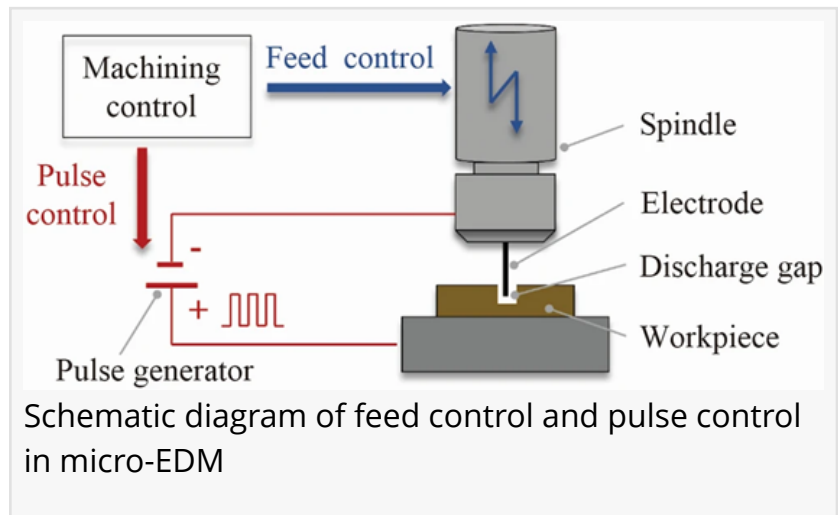 Machining
control
Feed control
Pulse
control
-
+
Pulse generator
Spindle
Electrode
Discharge gap
Workpiece
Schematic diagram of feed control and pulse control
in micro-EDM